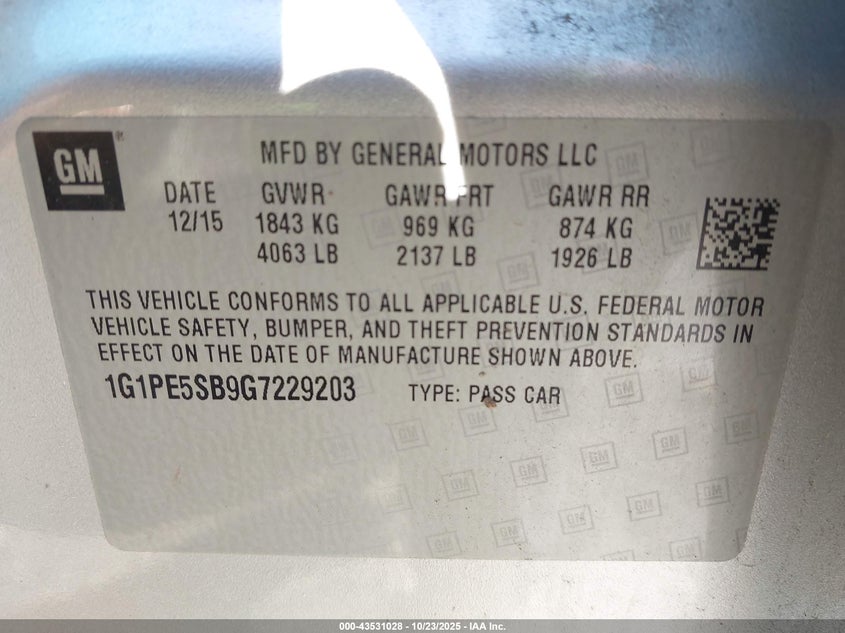 GM®
MFD BY GENERAL MOTORS LLC
DATE GVWR GAWR FRT GAWR RR
12/15 1843 KG 969 KG 874 KG
4063 LB 2137 LB 1926 LB
THIS VEHICLE CONFORMS TO ALL APPLICABLE U.S. FEDERAL MOTOR
VEHICLE SAFETY, BUMPER, AND THEFT PREVENTION STANDARDS IN
EFFECT ON THE DATE OF MANUFACTURE SHOWN ABOVE.
1G1PE5SB9G7229203 TYPE: PASS CAR
000-43531028 - 10/23/2025 - IAA Inc.